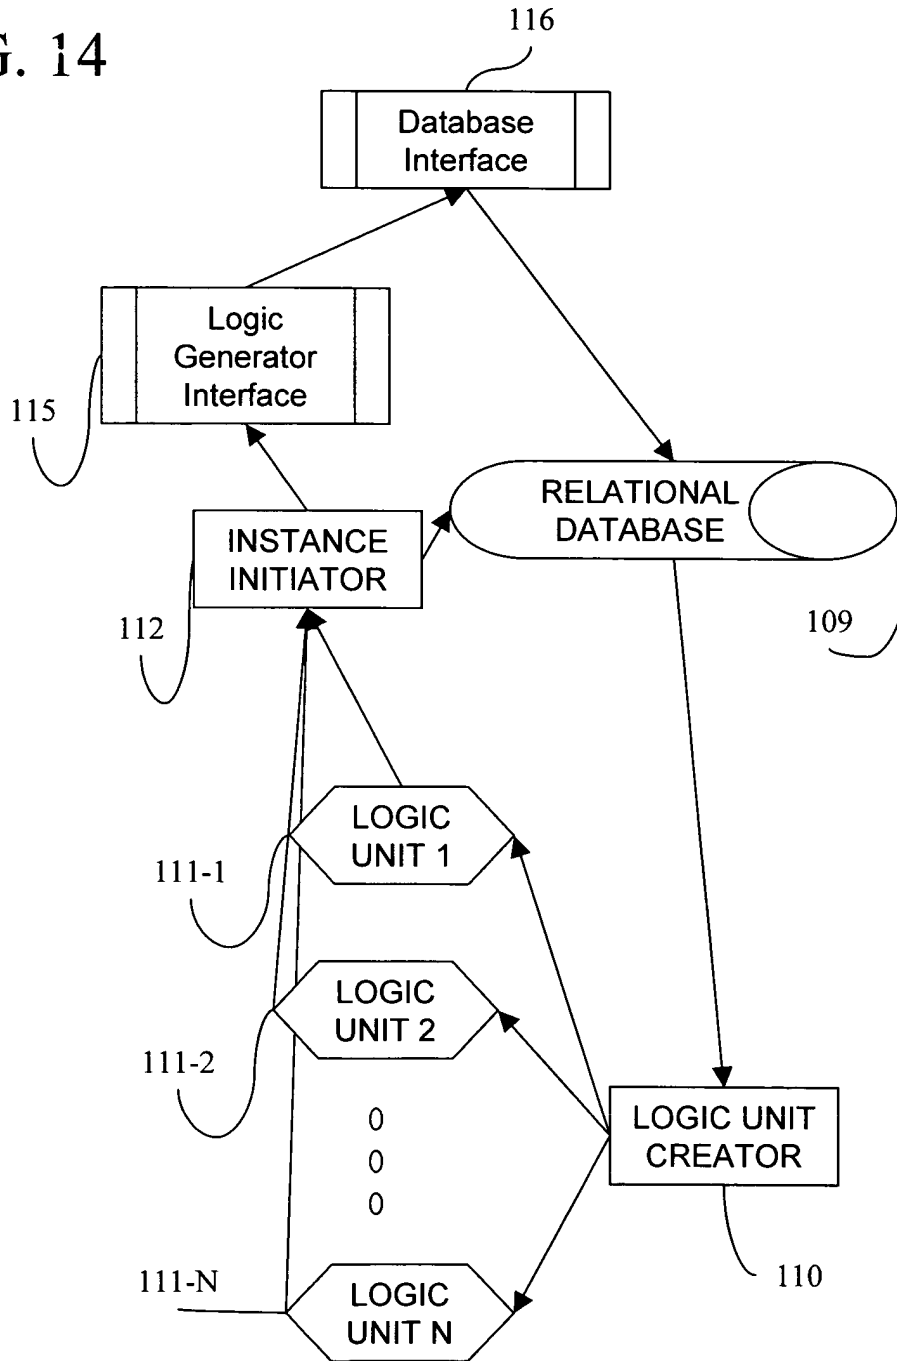 G. 14
116
Database
Interface
Logic
Generator
Interface
115
RELATIONAL
DATABASE
INSTANCE
INITIATOR
112
109
LOGIC
UNIT 1
111-1
LOGIC
UNIT 2
111-2
0
0
0
LOGIC UNIT
CREATOR
110
111-N
LOGIC
UNIT N